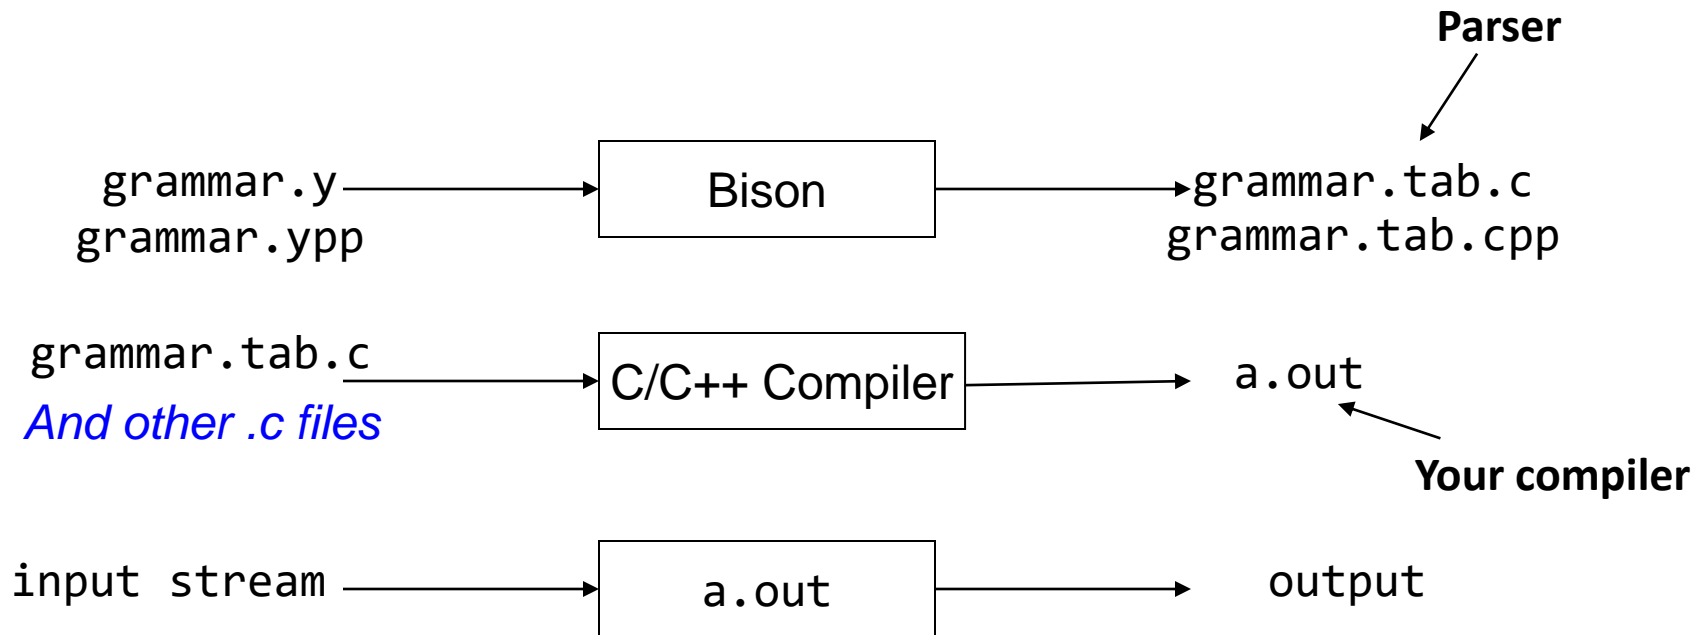 Parser
grammar.y
Bison
grammar.tab.c
grammar.ypp
grammar.tab.cpp
grammar.tab.c
C/C++ Compiler
a.out
And other .c files
Your compiler
input stream
a.out
output